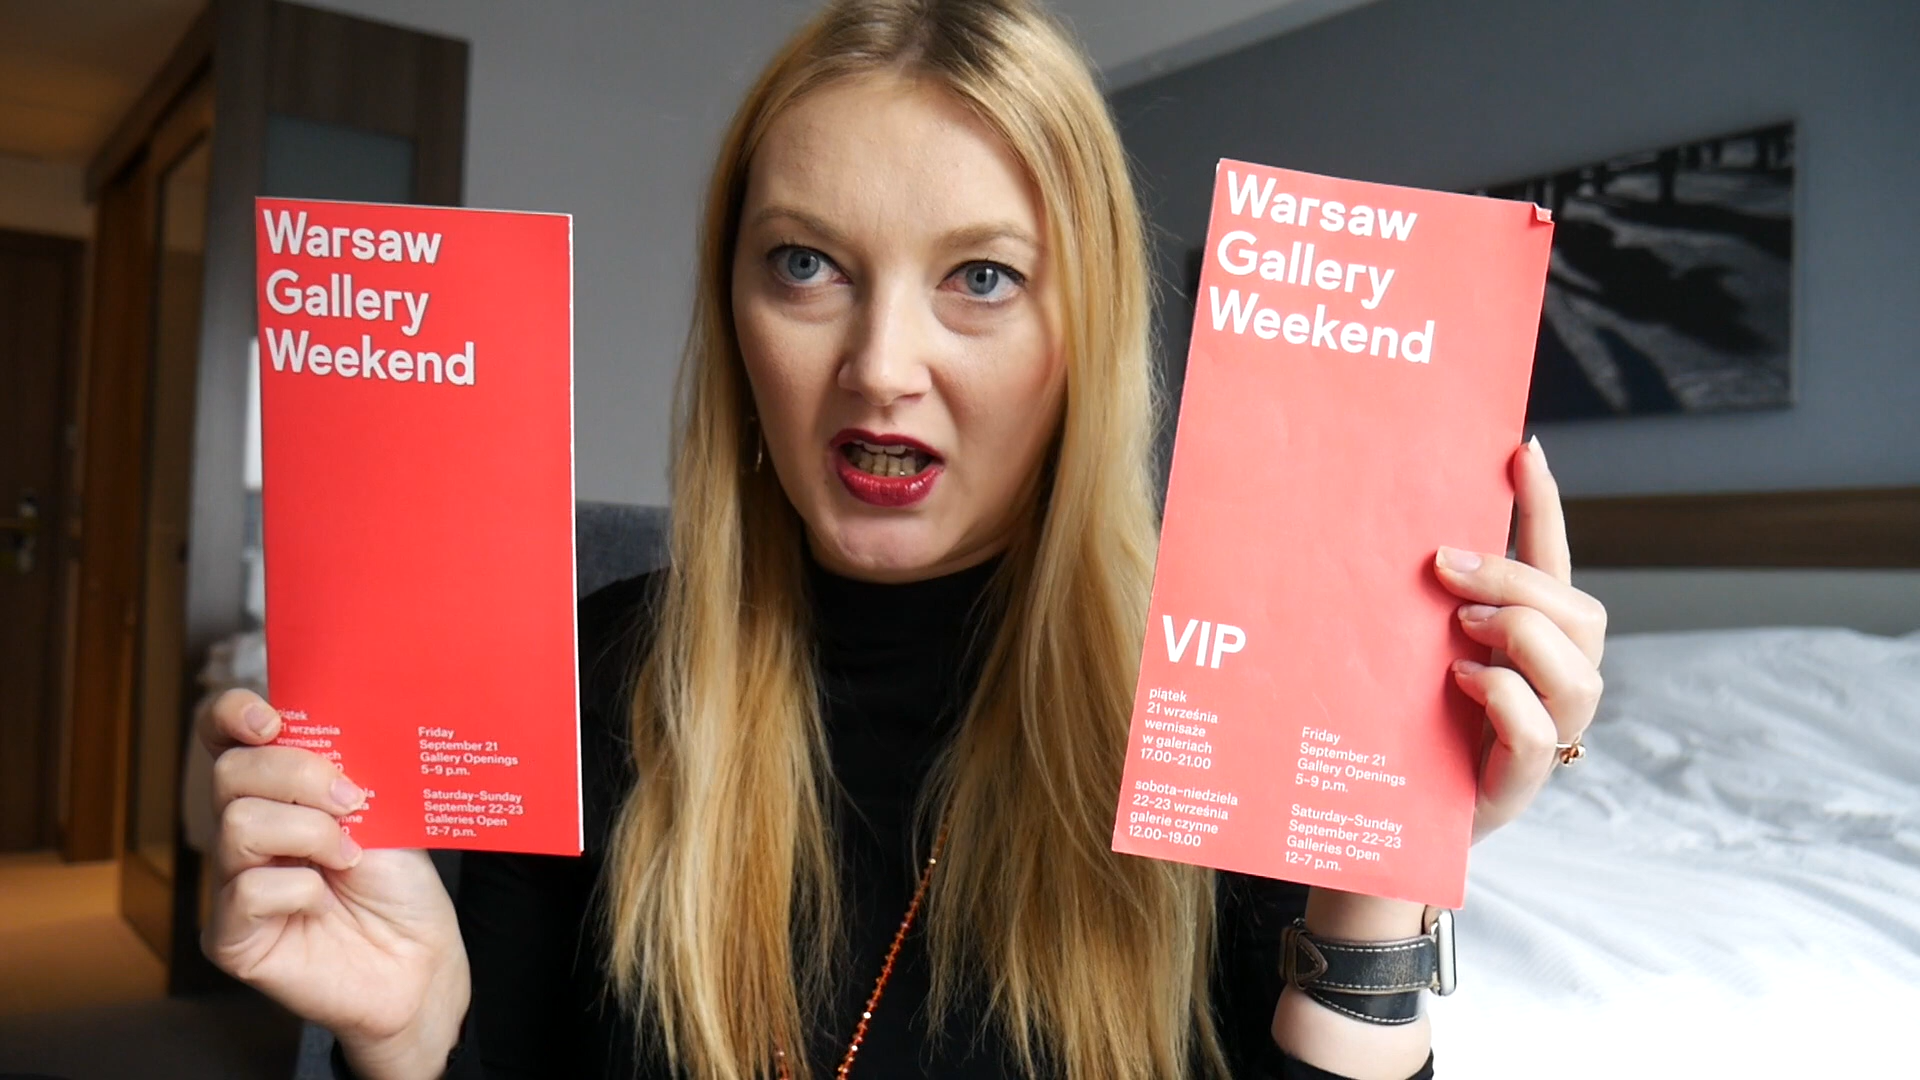 Warsaw
Gallery
Weekend
września
wernisaże
Friday
September 21
Gallery Openings
5–9 p.m.
Saturday–Sunday
September 22–23
Galleries Open
12–7 p.m.
Warsaw
Gallery
Weekend
VIP
piątek
21 września
wernisaże
w galeriach
17.00–21.00
sobota–niedziela
22–23 września
galerie czynne
12.00–19.00
Friday
September 21
Gallery Openings
5–9 p.m.
Saturday–Sunday
September 22–23
Galleries Open
12–7 p.m.